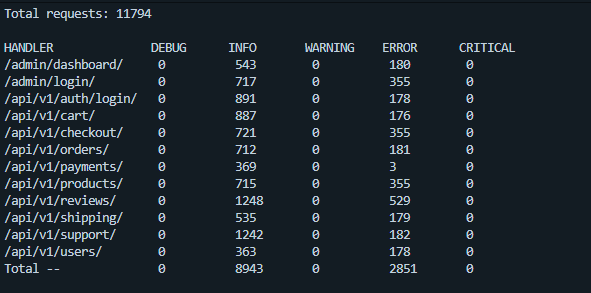 Total requests: 11794
HANDLER DEBUG INFO WARNING ERROR CRITICAL
/admin/dashboard/ 0 543 0 180 0
/admin/login/ 0 717 0 355 0
/api/v1/auth/login/ 0 891 0 178 0
/api/v1/cart/ 0 887 0 176 0
/api/v1/checkout/ 0 721 0 355 0
/api/v1/orders/ 0 712 0 181 0
/api/v1/payments/ 0 369 0 3 0
/api/v1/products/ 0 715 0 355 0
/api/v1/reviews/ 0 1248 0 529 0
/api/v1/shipping/ 0 535 0 179 0
/api/v1/support/ 0 1242 0 182 0
/api/v1/users/ 0 363 0 178 0
Total -- 0 8943 0 2851 0